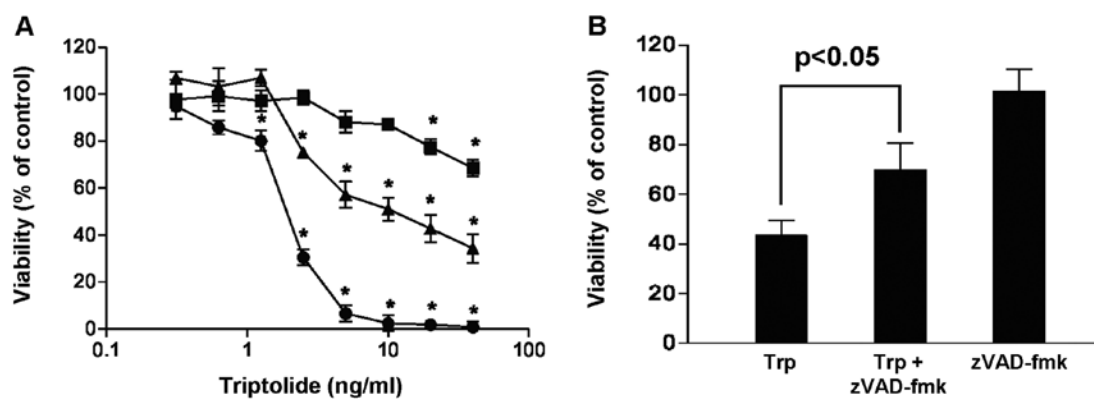 A
Viability (% of control)
120
100
80
60
40
20
0
* * *
* * * *
* * * * *
0.1 1 10 100
Triptolide (ng/ml)
B
Viability (% of control)
120
100
80
60
40
20
0
p<0.05
Trp
Trp +
zVAD-fmk
zVAD-fmk